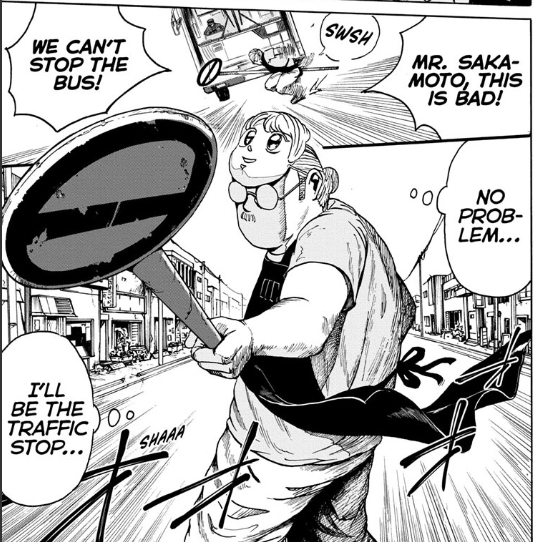 WE CAN'T
STOP THE
BUS!
SWSH
MR. SAKA-
MOTO, THIS
IS BAD!
NO
PROB-
LEM...
I'LL
BE THE
TRAFFIC
STOP...
SHAAA